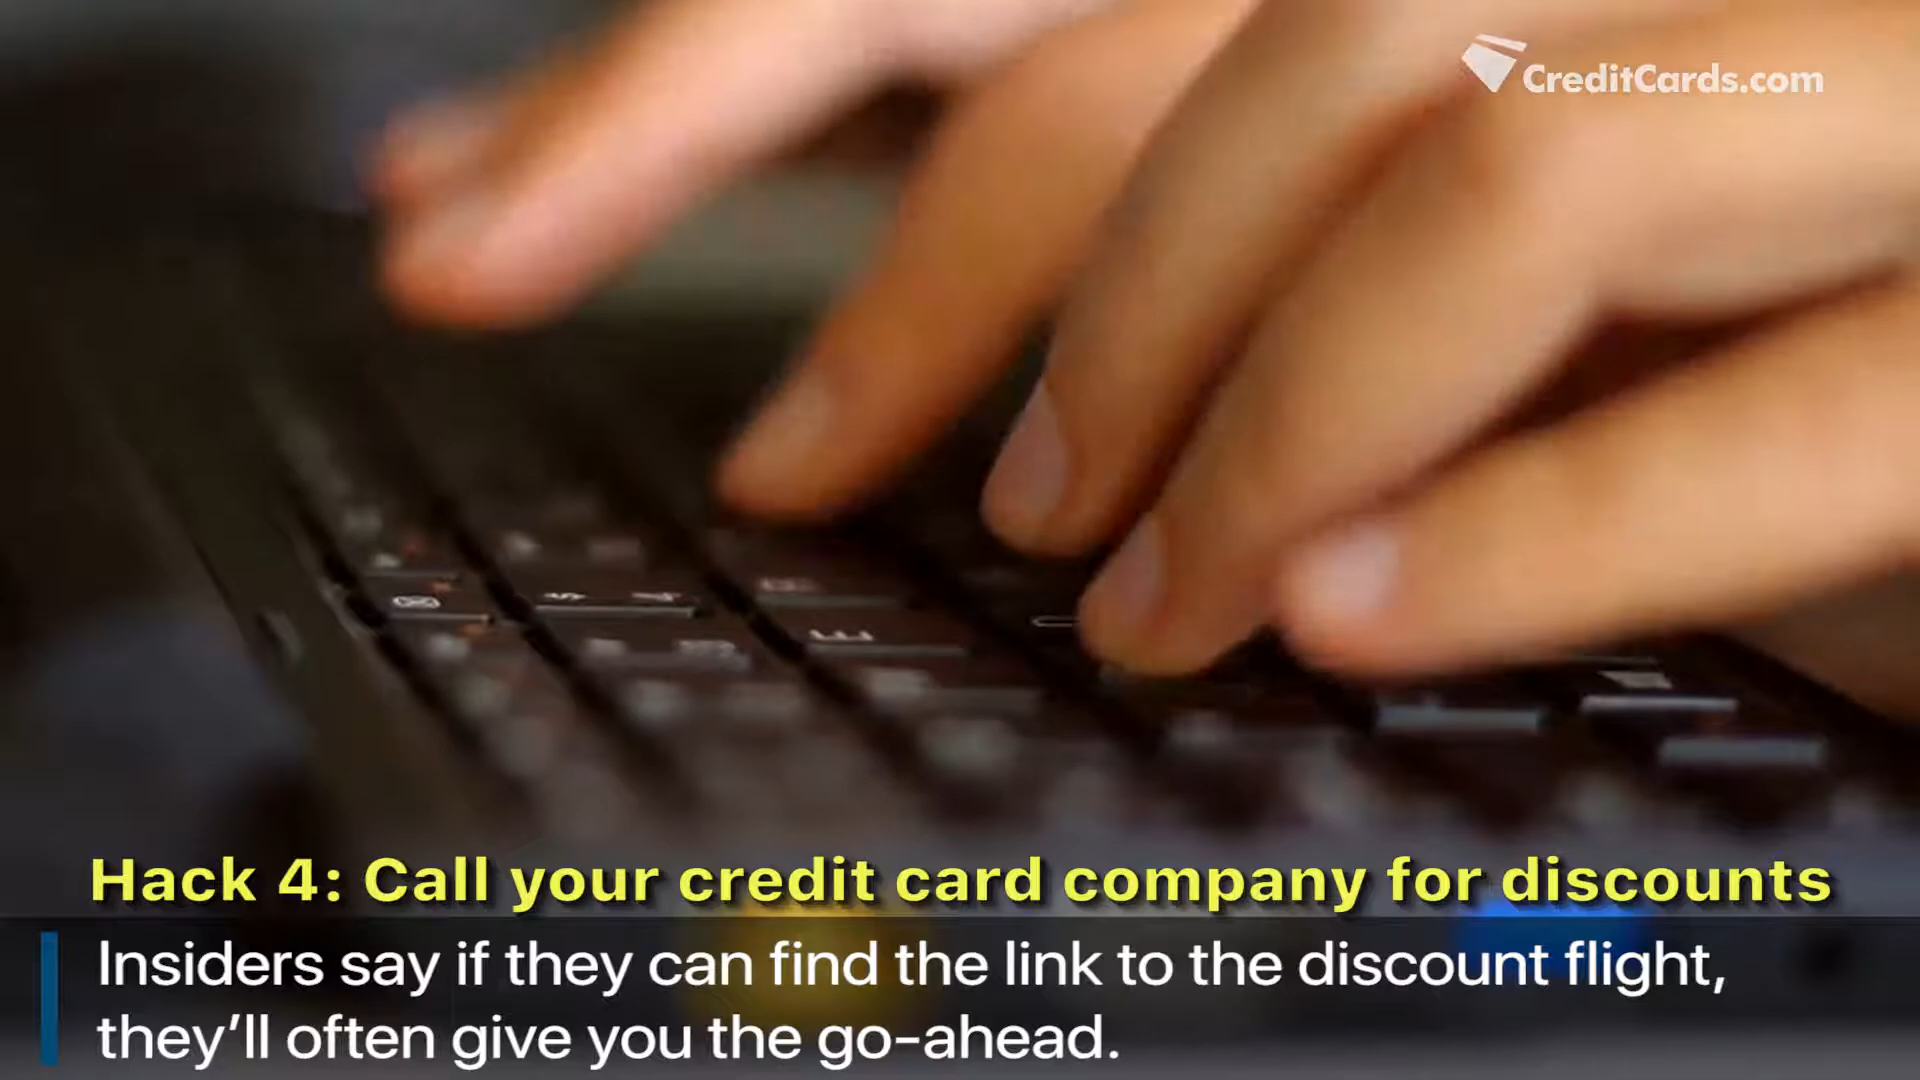 CreditCards.com
Hack 4: Call your credit card company for discounts
Insiders say if they can find the link to the discount flight,
they’ll often give you the go-ahead.